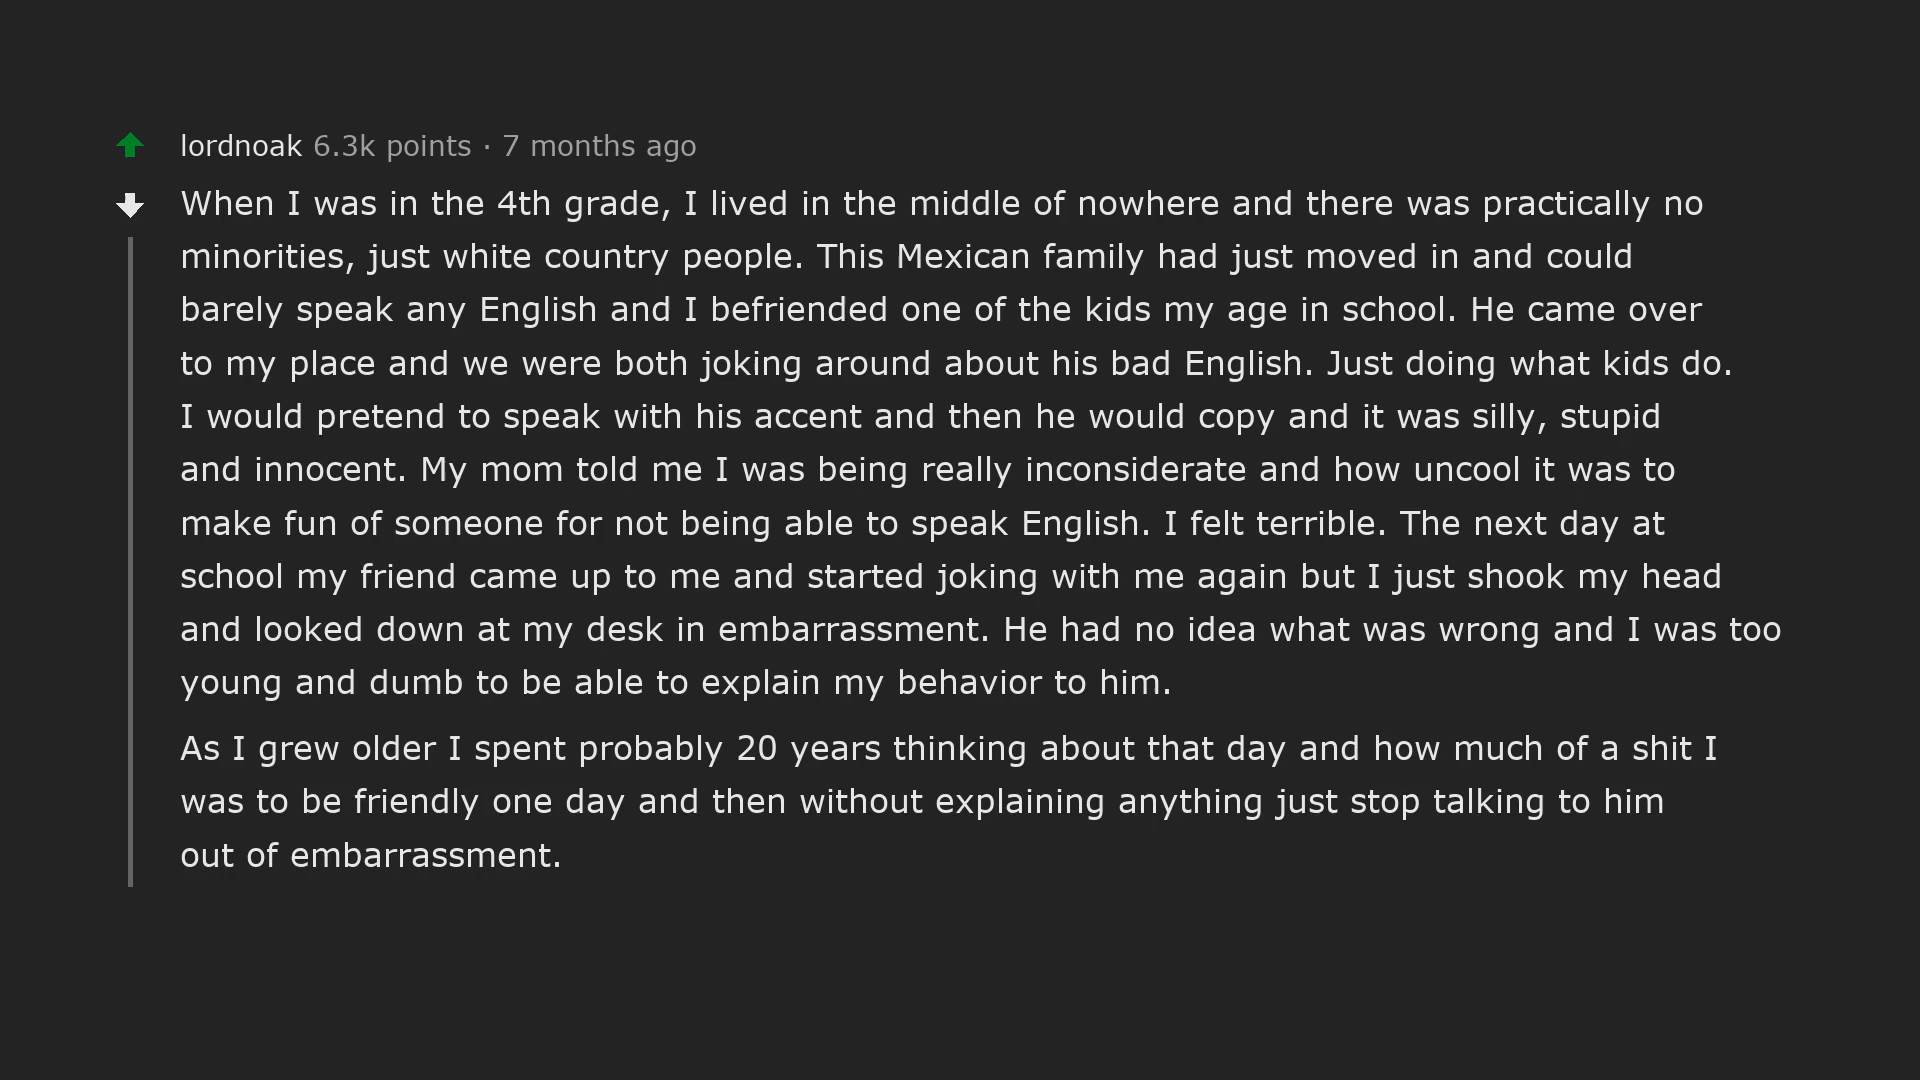 lordnoak 6.3k points · 7 months ago
When I was in the 4th grade, I lived in the middle of nowhere and there was practically no
minorities, just white country people. This Mexican family had just moved in and could
barely speak any English and I befriended one of the kids my age in school. He came over
to my place and we were both joking around about his bad English. Just doing what kids do.
I would pretend to speak with his accent and then he would copy and it was silly, stupid
and innocent. My mom told me I was being really inconsiderate and how uncool it was to
make fun of someone for not being able to speak English. I felt terrible. The next day at
school my friend came up to me and started joking with me again but I just shook my head
and looked down at my desk in embarrassment. He had no idea what was wrong and I was too
young and dumb to be able to explain my behavior to him.
As I grew older I spent probably 20 years thinking about that day and how much of a shit I
was to be friendly one day and then without explaining anything just stop talking to him
out of embarrassment.